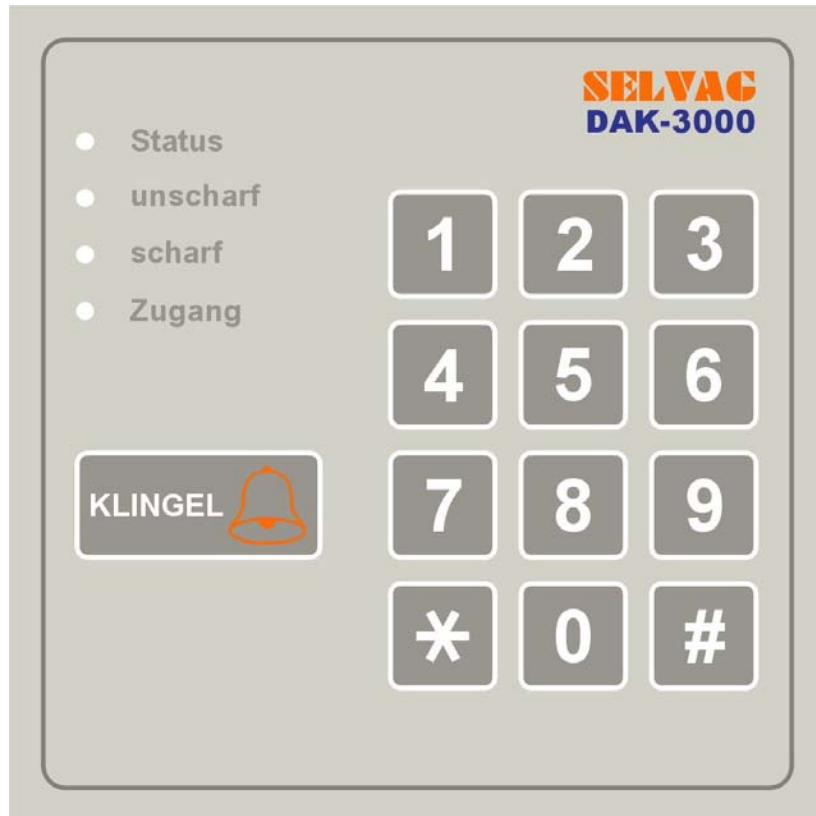 SELVAG
DAK-3000
Status
unscharf
scharf
Zugang
1 2 3
4 5 6
KLINGEL
7 8 9
* 0 #